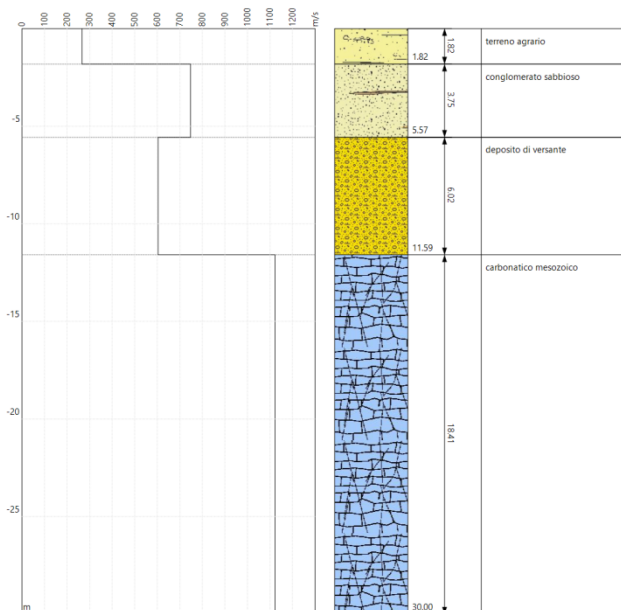 0 100 200 300 400 500 600 700 800 900 1000 1100 1200 m/s
-5
-10
-15
-20
-25
m
1.82
1.82
terreno agrario
3.75
5.57
conglomerato sabbioso
6.02
11.59
deposito di versante
18.41
30.00
carbonatico mesozoico